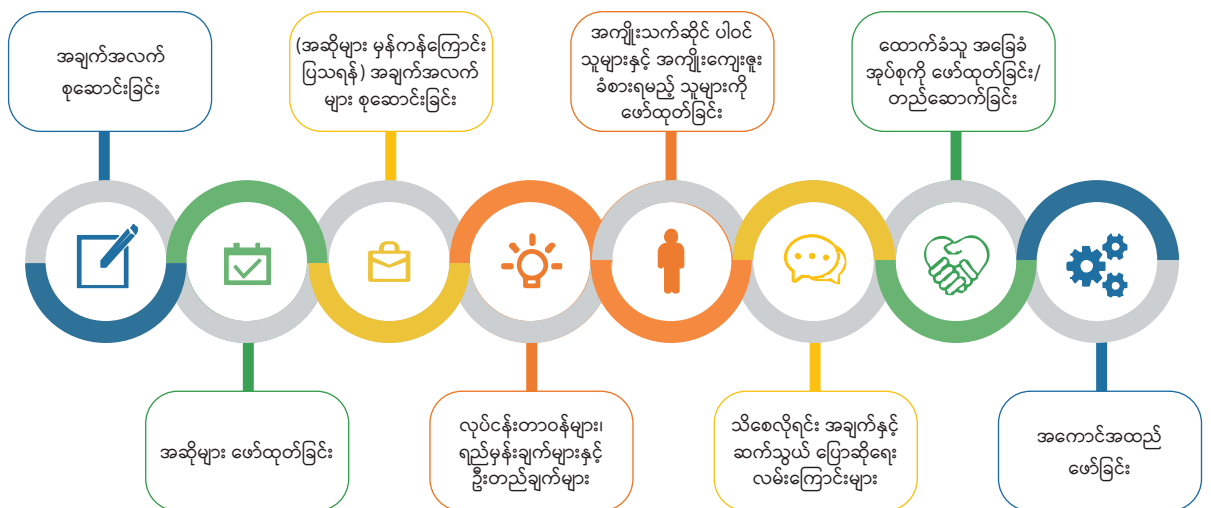 အချက်အလက်
စုဆောင်းခြင်း
အဆိုများ ဖော်ထုတ်ခြင်း
(အဆိုများ မှန်ကန်ကြောင်း
ပြသရန်) အချက်အလက်
များ စုဆောင်းခြင်း
လုပ်ငန်းတာဝန်များ၊
ရည်မှန်းချက်များနှင့်
ဦးတည်ချက်များ
အကျိုးသက်ဆိုင် ပါဝင်
သူများနှင့် အကျိုးကျေးဇူး
ခံစားရမည့် သူများကို
ဖော်ထုတ်ခြင်း
သိစေလိုရင်း အချက်နှင့်
ဆက်သွယ် ပြောဆိုရေး
လမ်းကြောင်းများ
ထောက်ခံသူ အခြေခံ
အုပ်စုကို ဖော်ထုတ်ခြင်း/
တည်ဆောက်ခြင်း
အကောင်အထည်
ဖော်ခြင်း